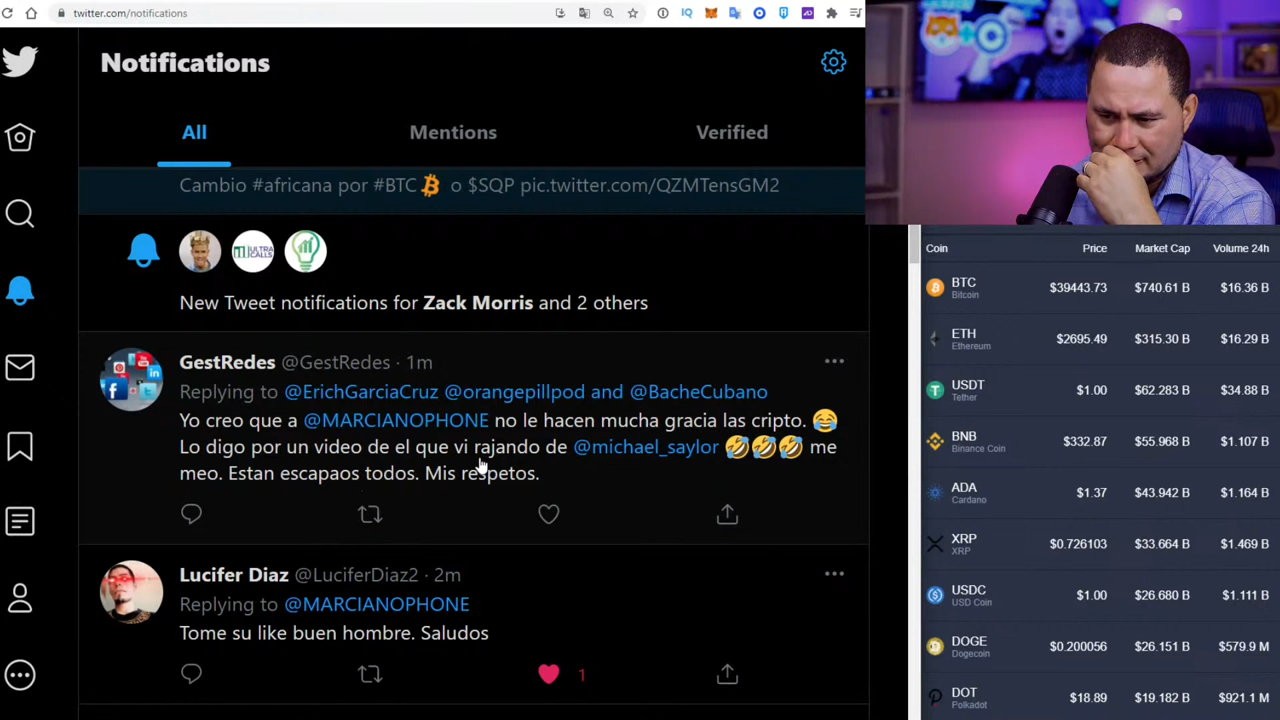 twitter.com/notifications
Notifications
All
Mentions
Verified
Cambio #africana por #BTC o $SQP pic.twitter.com/QZMTensGM2
ULTRA
CALLS
New Tweet notifications for Zack Morris and 2 others
GestRedes @GestRedes · 1m
Replying to @ErichGarciaCruz @orangepillpod and @BacheCubano
Yo creo que a @MARCIANOPHONE no le hacen mucha gracia las cripto. 😂
Lo digo por un video de el que vi rajando de @michael_saylor 🤣🤣🤣 me
meo. Estan escapaos todos. Mis respetos.
Lucifer Diaz @LuciferDiaz2 · 2m
Replying to @MARCIANOPHONE
Tome su like buen hombre. Saludos
1
Coin Price Market Cap Volume 24h
BTC
Bitcoin
$39443.73 $740.61 B $16.36 B
ETH
Ethereum
$2695.49 $315.30 B $16.29 B
USDT
Tether
$1.00 $62.283 B $34.88 B
BNB
Binance Coin
$332.87 $55.968 B $1.107 B
ADA
Cardano
$1.37 $43.942 B $1.164 B
XRP
XRP
$0.726103 $33.664 B $1.469 B
USDC
USD Coin
$1.00 $26.680 B $1.111 B
DOGE
Dogecoin
$0.200056 $26.151 B $579.9 M
DOT
Polkadot
$18.89 $19.182 B $921.1 M